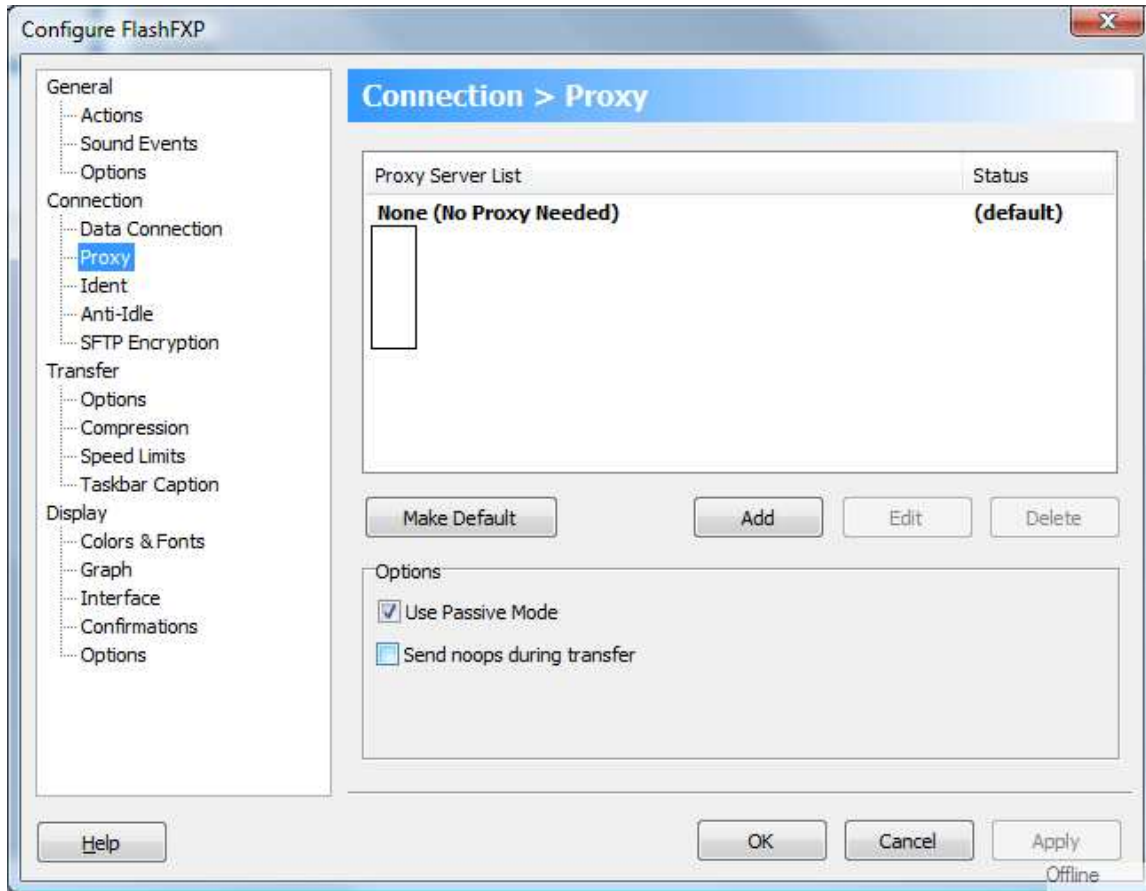 Configure FlashFXP
General
Actions
Sound Events
Options
Connection
Data Connection
Proxy
Ident
Anti-Idle
SFTP Encryption
Transfer
Options
Compression
Speed Limits
Taskbar Caption
Display
Colors & Fonts
Graph
Interface
Confirmations
Options
Connection > Proxy
Proxy Server List Status
None (No Proxy Needed) (default)
Make Default Add Edit Delete
Options
Use Passive Mode
Send noops during transfer
Help OK Cancel Apply
Offline